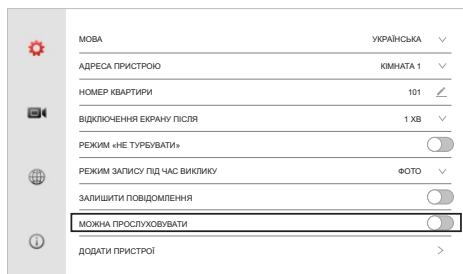 МОВА УКРАЇНСЬКА
АДРЕСА ПРИСТРОЮ КІМНАТА 1
НОМЕР КВАРТИРИ 101
ВІДКЛЮЧЕННЯ ЕКРАНУ ПІСЛЯ 1 ХВ
РЕЖИМ «НЕ ТУРБУВАТИ»
РЕЖИМ ЗАПИСУ ПІД ЧАС ВИКЛИКУ ФОТО
ЗАЛИШИТИ ПОВІДОМЛЕННЯ
МОЖНА ПРОСЛУХОВУВАТИ
ДОДАТИ ПРИСТРОЇ